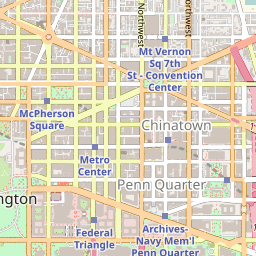 Northwest
Northwest
Mt Vernon
Sq 7th
St - Convention
Center
McPherson
Square
Chinatown
Metro
Center
Penn Quarter
ngton
Federal
Triangle
Archives-
Navy Mem'l
Penn Quarter